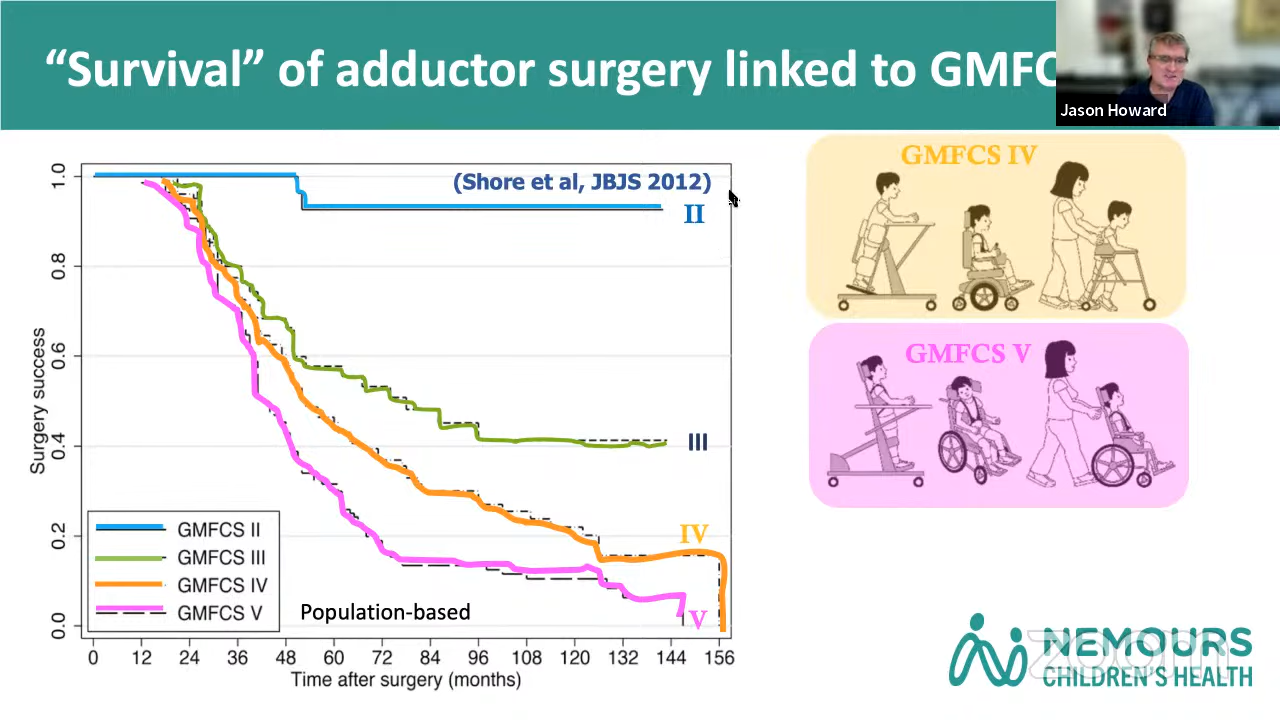 “Survival” of adductor surgery linked to GMFC
Jason Howard
(Shore et al, JBJS 2012)
II
III
IV
V
Surgery success
1.0
0.8
0.6
0.4
0.2
0.0
GMFCS II
GMFCS III
GMFCS IV
GMFCS V
Population-based
0 12 24 36 48 60 72 84 96 108 120 132 144 156
Time after surgery (months)
GMFCS IV
GMFCS V
NEMOURS
CHILDREN'S HEALTH
zoom